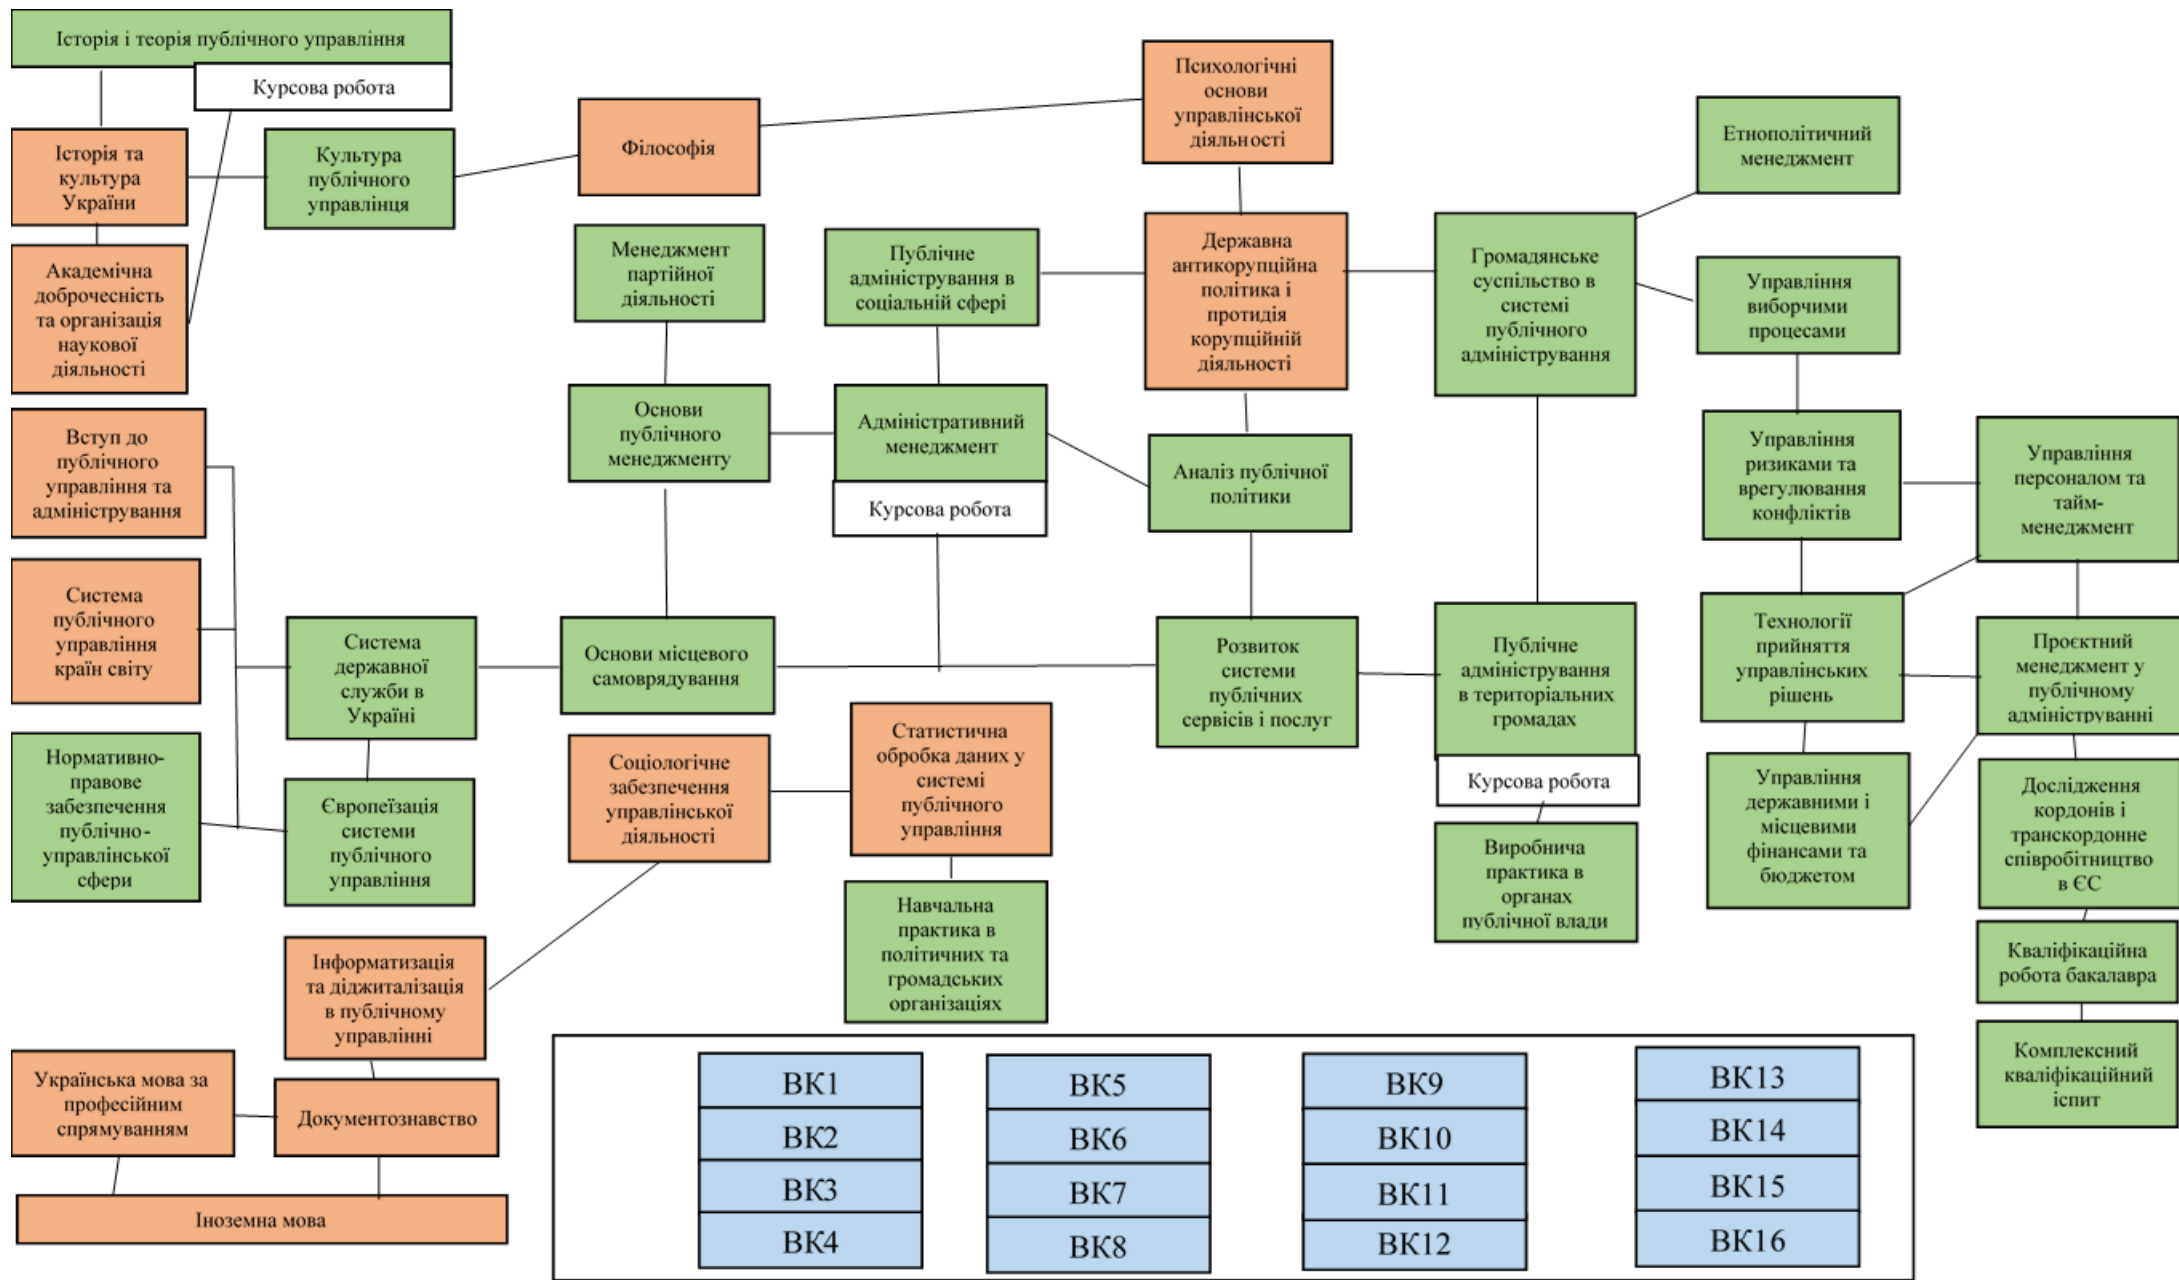 Історія і теорія публічного управління
Курсова робота
Історія та
культура
України
Культура
публічного
управлінця
Філософія
Психологічні
основи
управлінської
діяльності
Етнополітичний
менеджмент
Академічна
доброчесність
та організація
наукової
діяльності
Менеджмент
партійної
діяльності
Публічне
адміністрування в
соціальній сфері
Державна
антикорупційна
політика і
протидія
корупційній
діяльності
Громадянське
суспільство в
системі
публічного
адміністрування
Управління
виборчими
процесами
Вступ до
публічного
управління та
адміністрування
Основи
публічного
менеджменту
Адміністративний
менеджмент
Курсова робота
Аналіз публічної
політики
Управління
ризиками та
врегулювання
конфліктів
Управління
персоналом та
тайм-
менеджмент
Система
публічного
управління
країн світу
Система
державної
служби в
Україні
Основи місцевого
самоврядування
Розвиток
системи
публічних
сервісів і послуг
Публічне
адміністрування
в територіальних
громадах
Курсова робота
Технології
прийняття
управлінських
рішень
Проєктний
менеджмент у
публічному
адмініструванні
Нормативно-
правове
забезпечення
публічно-
управлінської
сфери
Європеїзація
системи
публічного
управління
Соціологічне
забезпечення
управлінської
діяльності
Статистична
обробка даних у
системі
публічного
управління
Виробнича
практика в
органах
публічної влади
Управління
державними і
місцевими
фінансами та
бюджетом
Дослідження
кордонів і
транскордонне
співробітництво
в ЄС
Інформатизація
та діджиталізація
в публічному
управлінні
Навчальна
практика в
політичних та
громадських
організаціях
Кваліфікаційна
робота бакалавра
Українська мова за
професійним
спрямуванням
Документознавство
Комплексний
кваліфікаційний
іспит
Іноземна мова
ВК1
ВК2
ВК3
ВК4
ВК5
ВК6
ВК7
ВК8
ВК9
ВК10
ВК11
ВК12
ВК13
ВК14
ВК15
ВК16